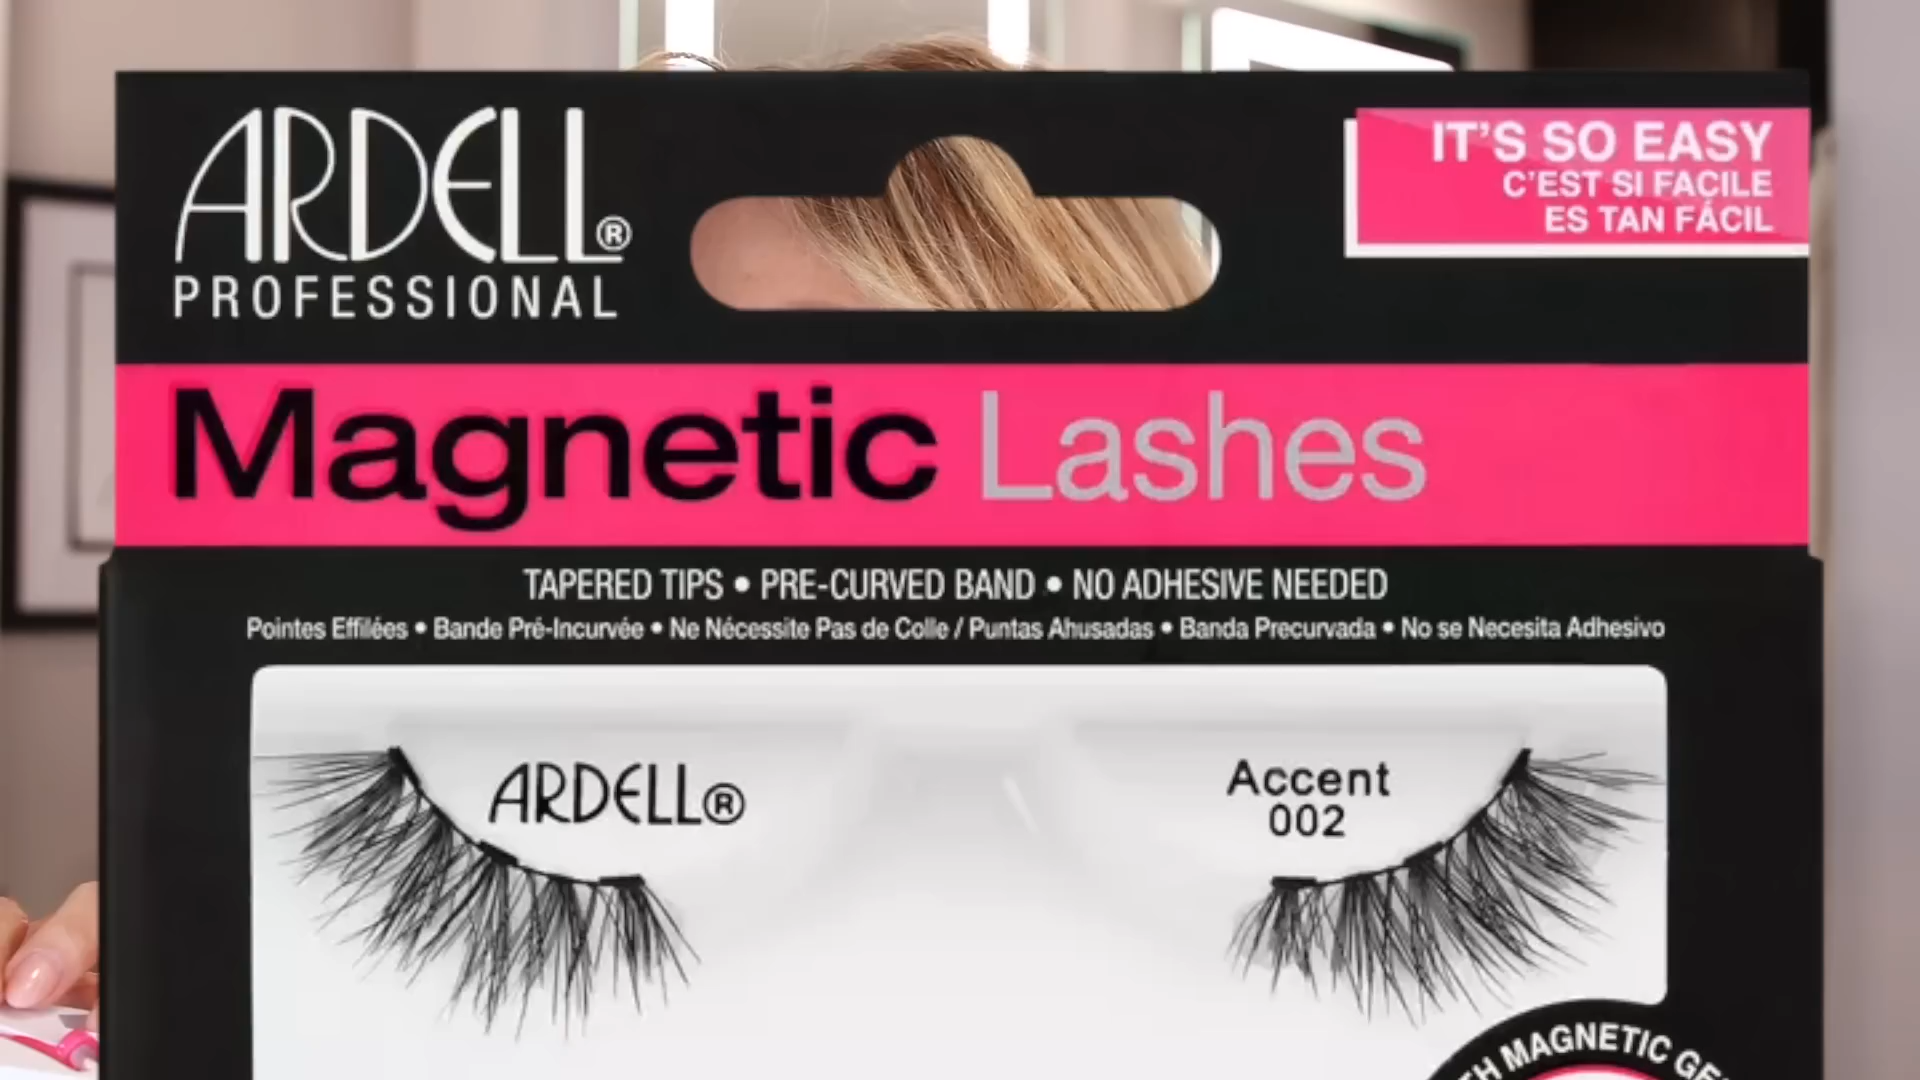 ARDELL®
PROFESSIONAL
IT'S SO EASY
C'EST SI FACILE
ES TAN FÁCIL
Magnetic Lashes
TAPERED TIPS • PRE-CURVED BAND • NO ADHESIVE NEEDED
Pointes Effilées • Bande Pré-Incurvée • Ne Nécessite Pas de Colle / Puntas Ahusadas • Banda Precurvada • No se Necesita Adhesivo
ARDELL®
Accent
002
MAGNETIC